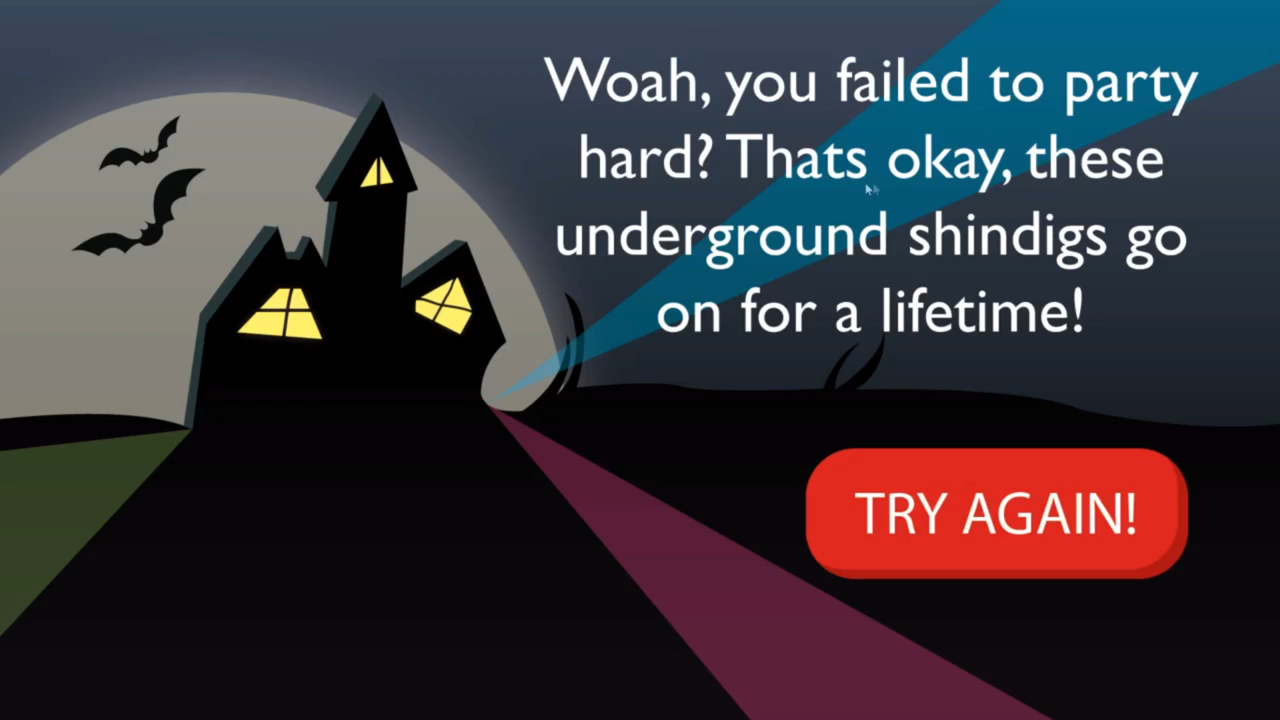 Woah, you failed to party
hard? Thats okay, these
underground shindigs go
on for a lifetime!
TRY AGAIN!